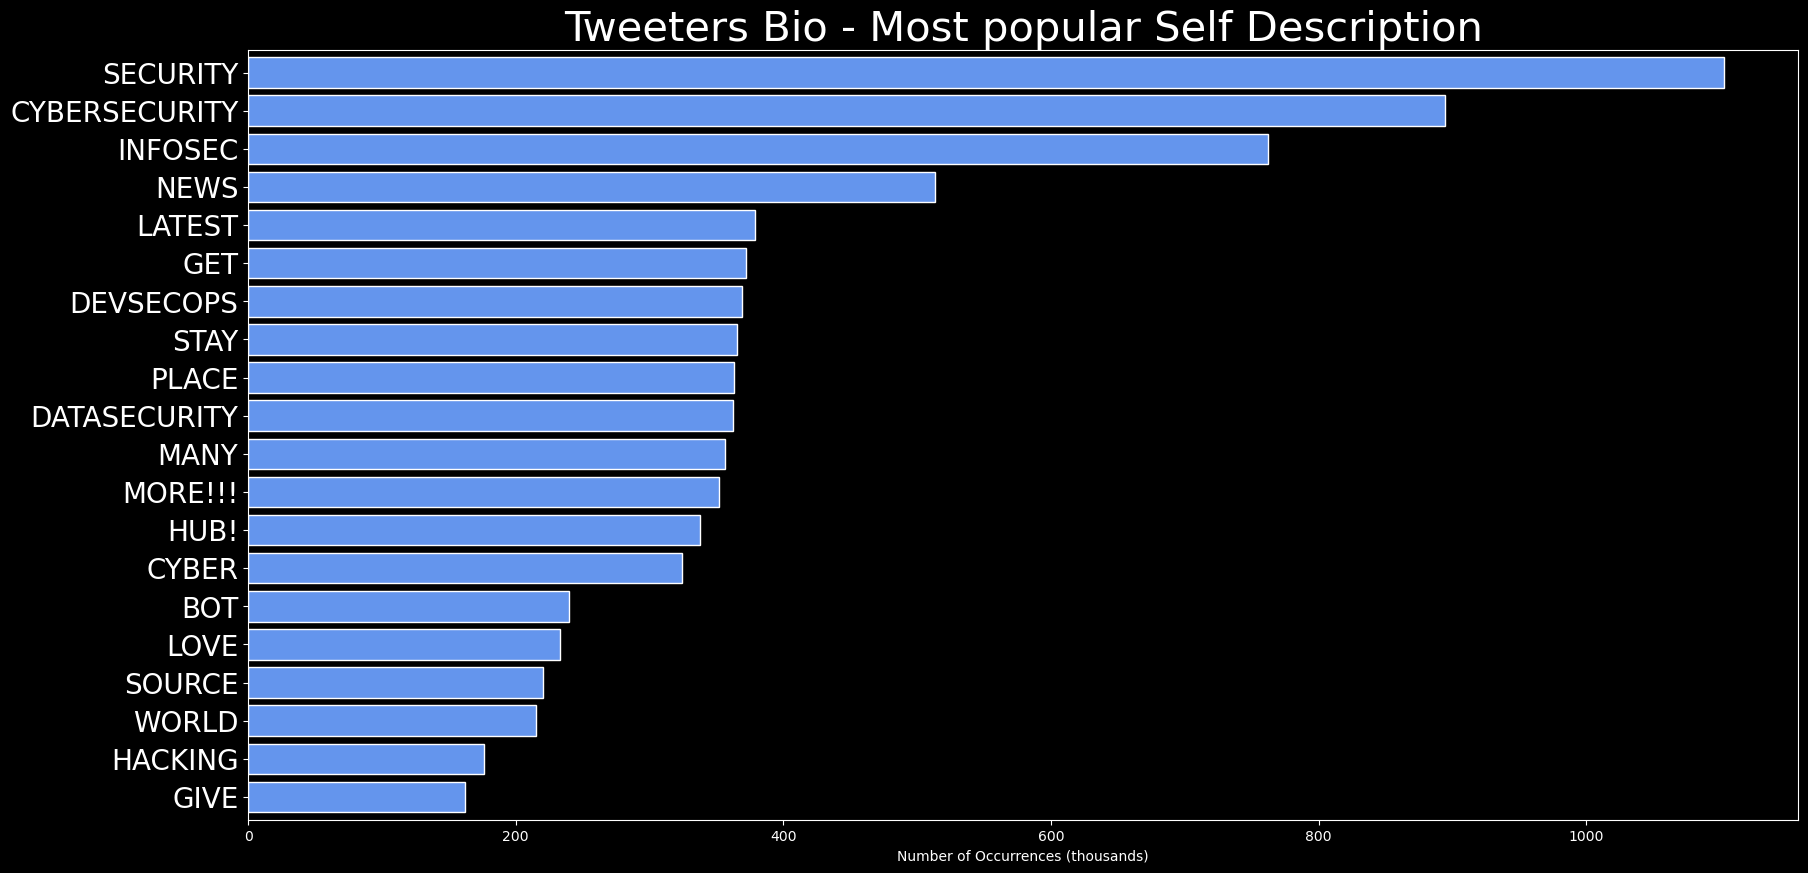 Tweeters Bio - Most popular Self Description
SECURITY
CYBERSECURITY
INFOSEC
NEWS
LATEST
GET
DEVSECOPS
STAY
PLACE
DATASECURITY
MANY
MORE!!!
HUB!
CYBER
BOT
LOVE
SOURCE
WORLD
HACKING
GIVE
0 200 400 600 800 1000
Number of Occurrences (thousands)